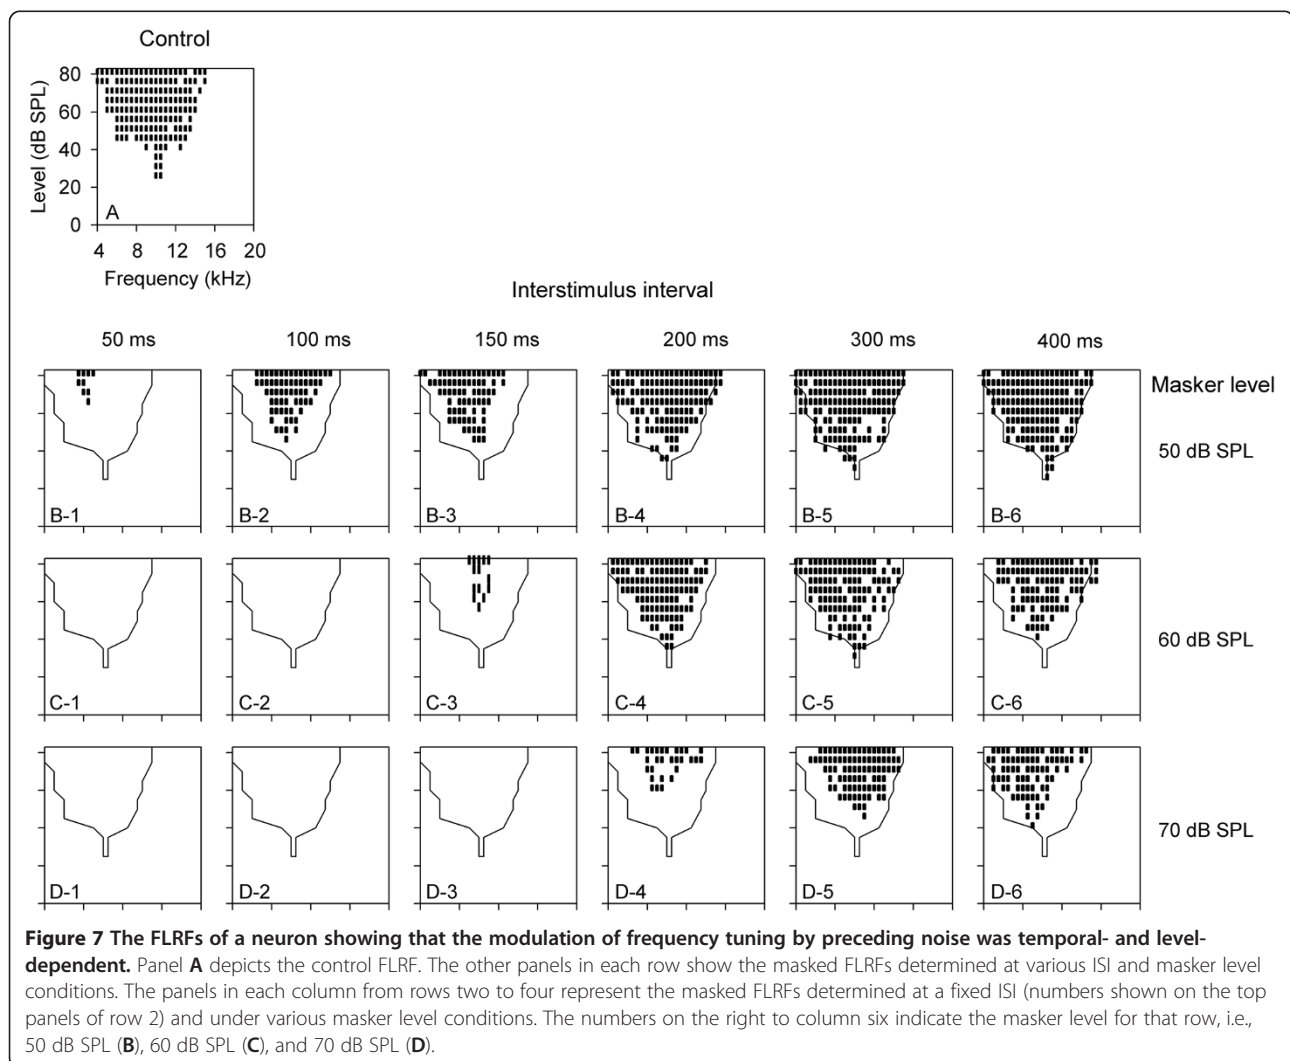 Control
80
60
40
20
0
Level (dB SPL)
A
4 8 12 16 20
Frequency (kHz)
Interstimulus interval
50 ms 100 ms 150 ms 200 ms 300 ms 400 ms
Masker level
50 dB SPL
B-1 B-2 B-3 B-4 B-5 B-6
60 dB SPL
C-1 C-2 C-3 C-4 C-5 C-6
70 dB SPL
D-1 D-2 D-3 D-4 D-5 D-6
Figure 7 The FLRFs of a neuron showing that the modulation of frequency tuning by preceding noise was temporal- and level-
dependent. Panel A depicts the control FLRF. The other panels in each row show the masked FLRFs determined at various ISI and masker level
conditions. The panels in each column from rows two to four represent the masked FLRFs determined at a fixed ISI (numbers shown on the top
panels of row 2) and under various masker level conditions. The numbers on the right to column six indicate the masker level for that row, i.e.,
50 dB SPL (B), 60 dB SPL (C), and 70 dB SPL (D).